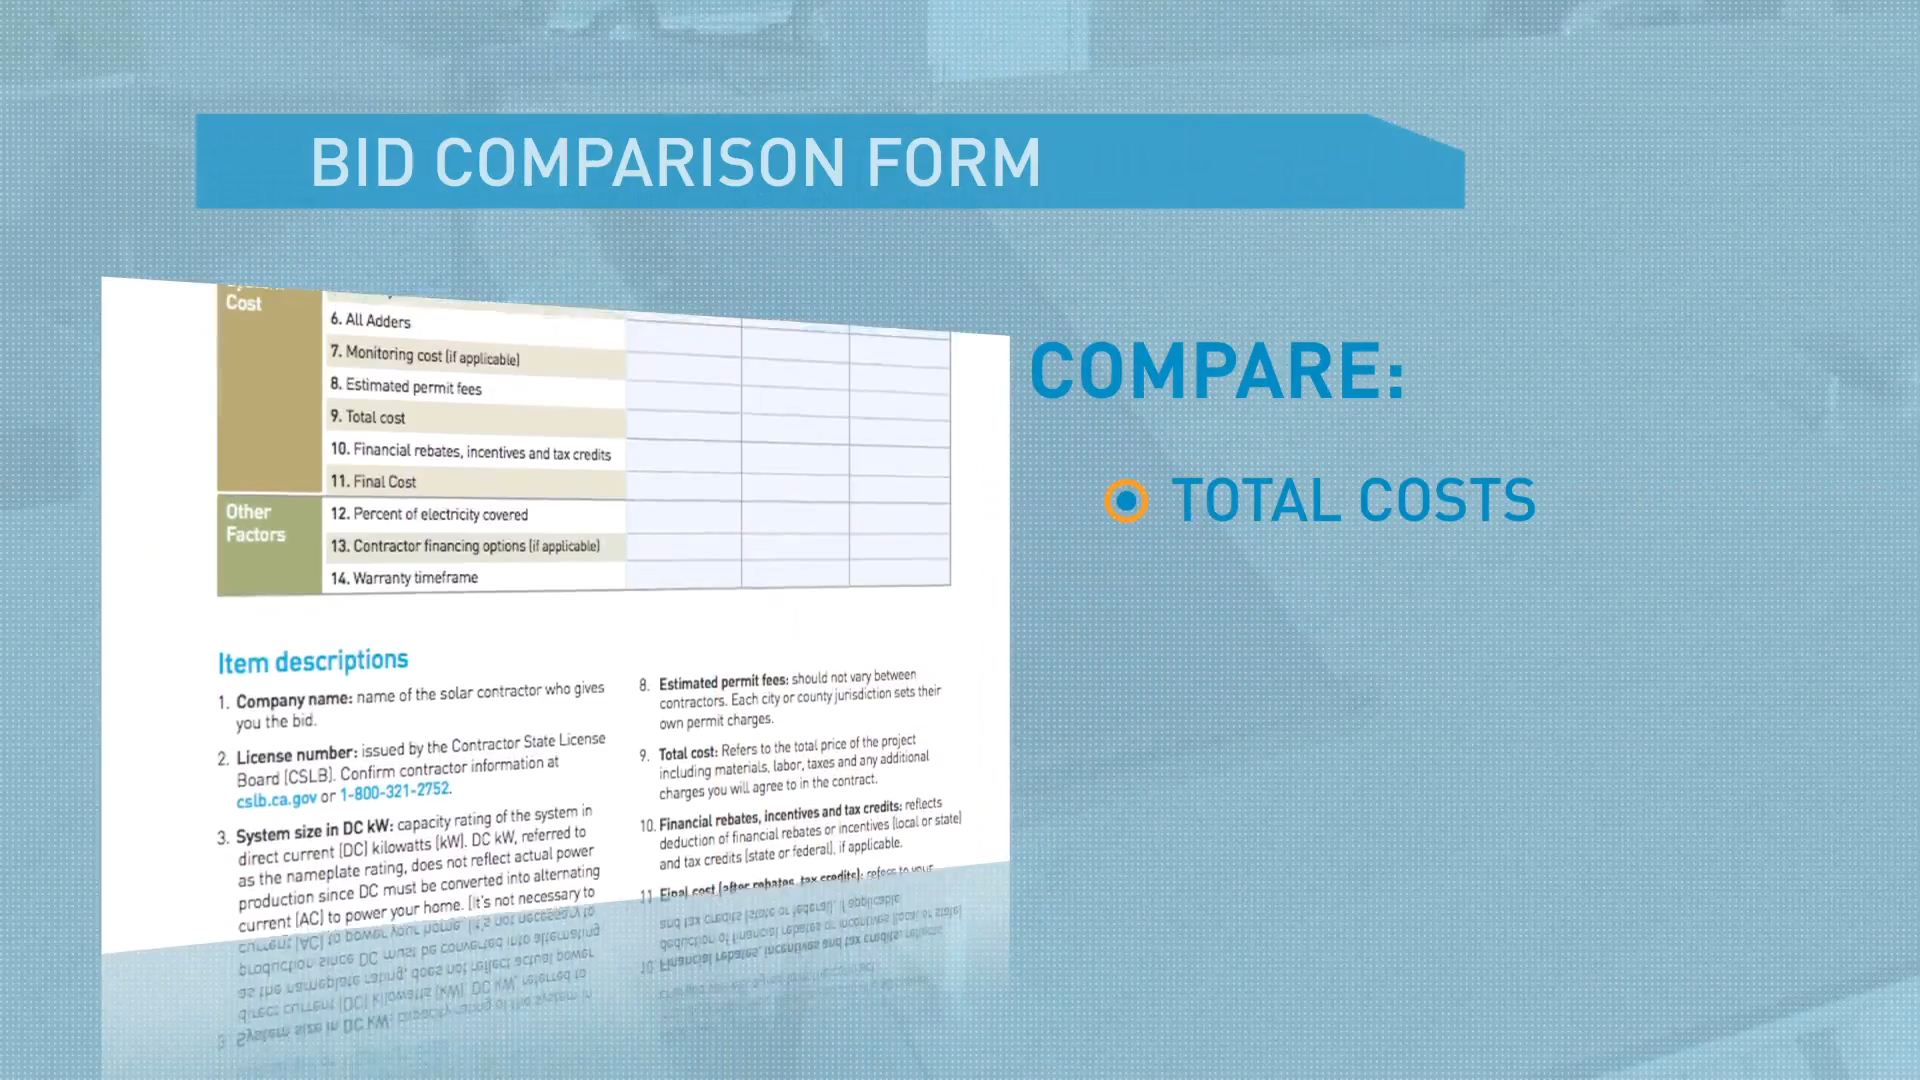 BID COMPARISON FORM
Cost
6. All Adders
7. Monitoring cost (if applicable)
8. Estimated permit fees
9. Total cost
10. Financial rebates, incentives and tax credits
11. Final Cost
Other
Factors
12. Percent of electricity covered
13. Contractor financing options (if applicable)
14. Warranty timeframe
Item descriptions
1. Company name: name of the solar contractor who gives
you the bid.
2. License number: issued by the Contractor State License
Board (CSLB). Confirm contractor information at
cslb.ca.gov or 1-800-321-2752.
3. System size in DC kW: capacity rating of the system in
direct current (DC) kilowatts (kW). DC kW, referred to
as the nameplate rating, does not reflect actual power
production since DC must be converted into alternating
current (AC) to power your home. (It's not necessary to
8. Estimated permit fees: should not vary between
contractors. Each city or county jurisdiction sets their
own permit charges.
9. Total cost: Refers to the total price of the project
including materials, labor, taxes and any additional
charges you will agree to in the contract.
10. Financial rebates, incentives and tax credits: reflects
deduction of financial rebates or incentives (local or state)
and tax credits (state or federal), if applicable.
11. Final cost (after rebates, tax credits): refers to your
COMPARE:
TOTAL COSTS